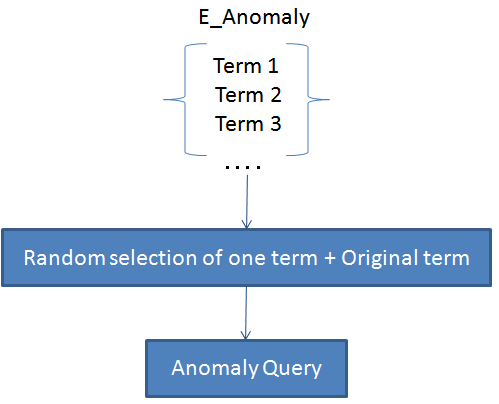 E_Anomaly
Term 1
Term 2
Term 3
....
Random selection of one term + Original term
Anomaly Query